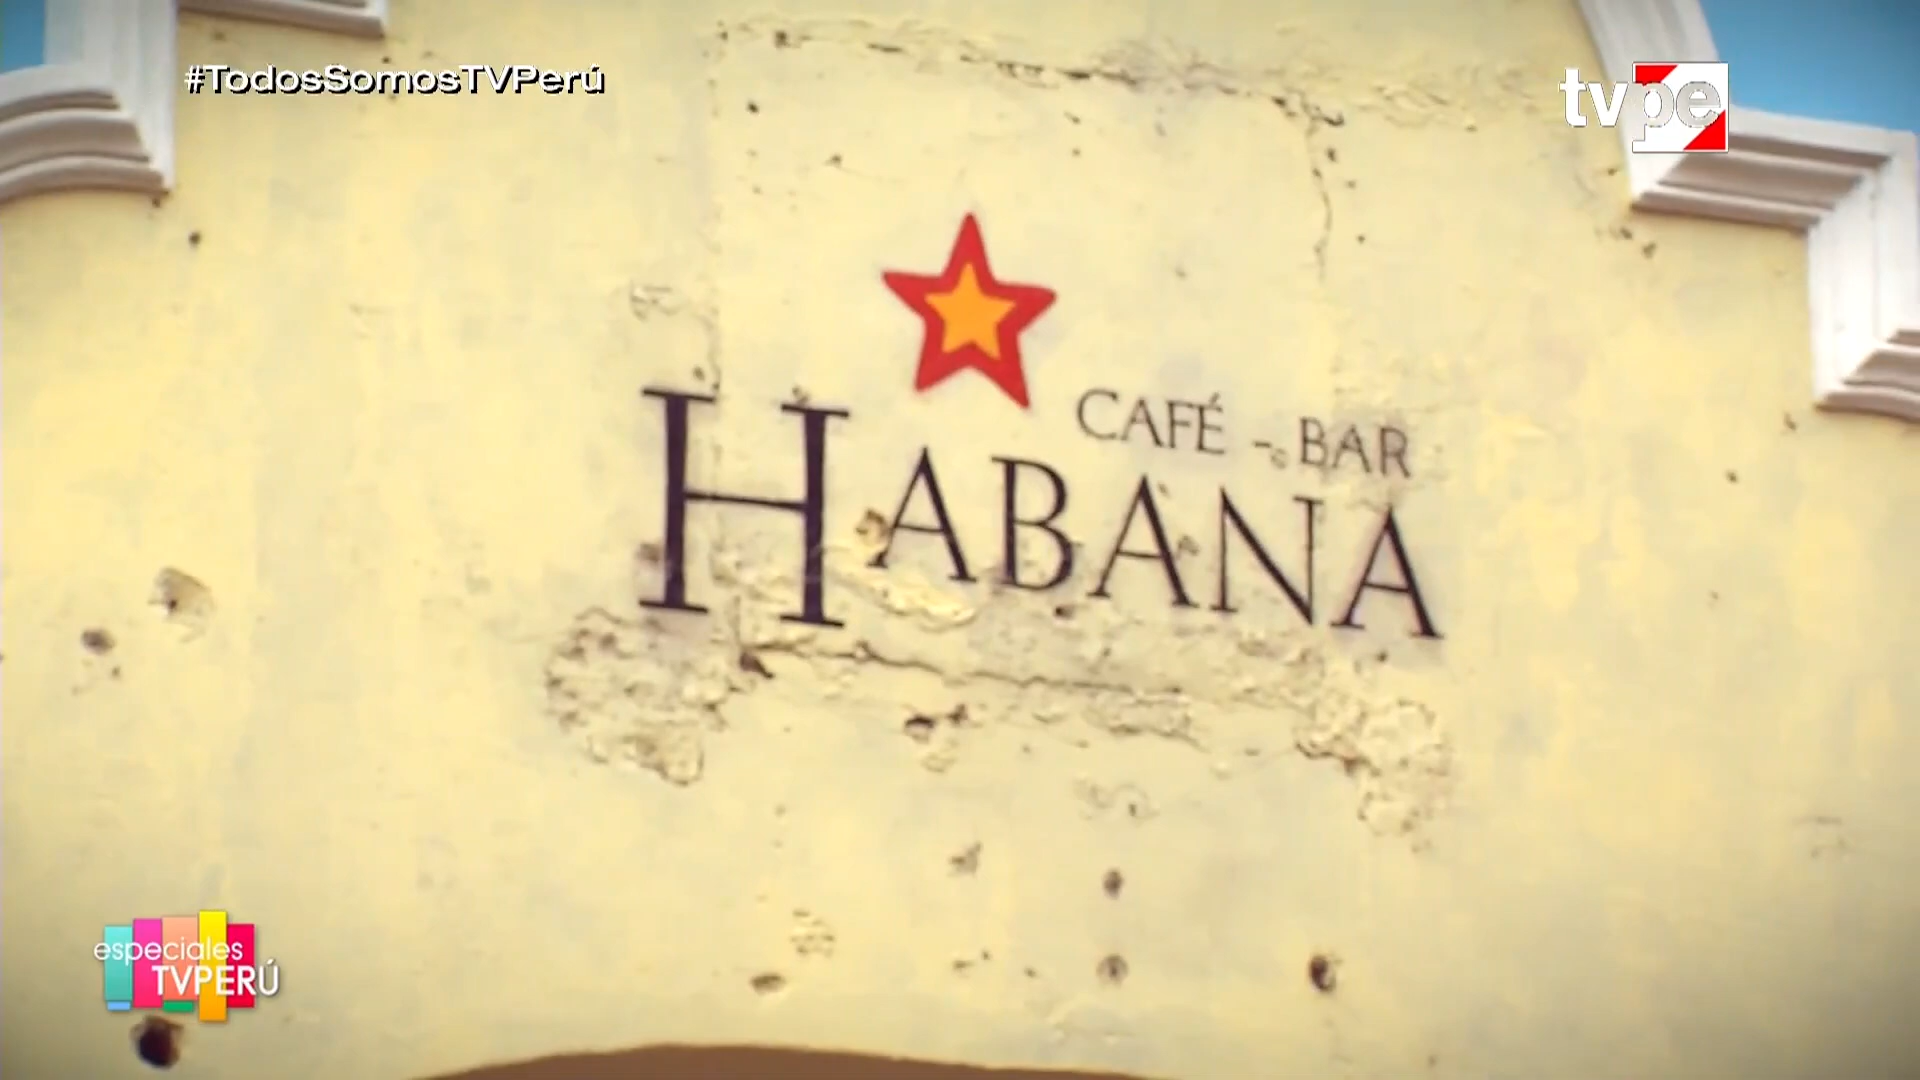 #TodosSomosTVPerú
tvpe
CAFÉ - BAR
HABANA
especiales
TVPERÚ